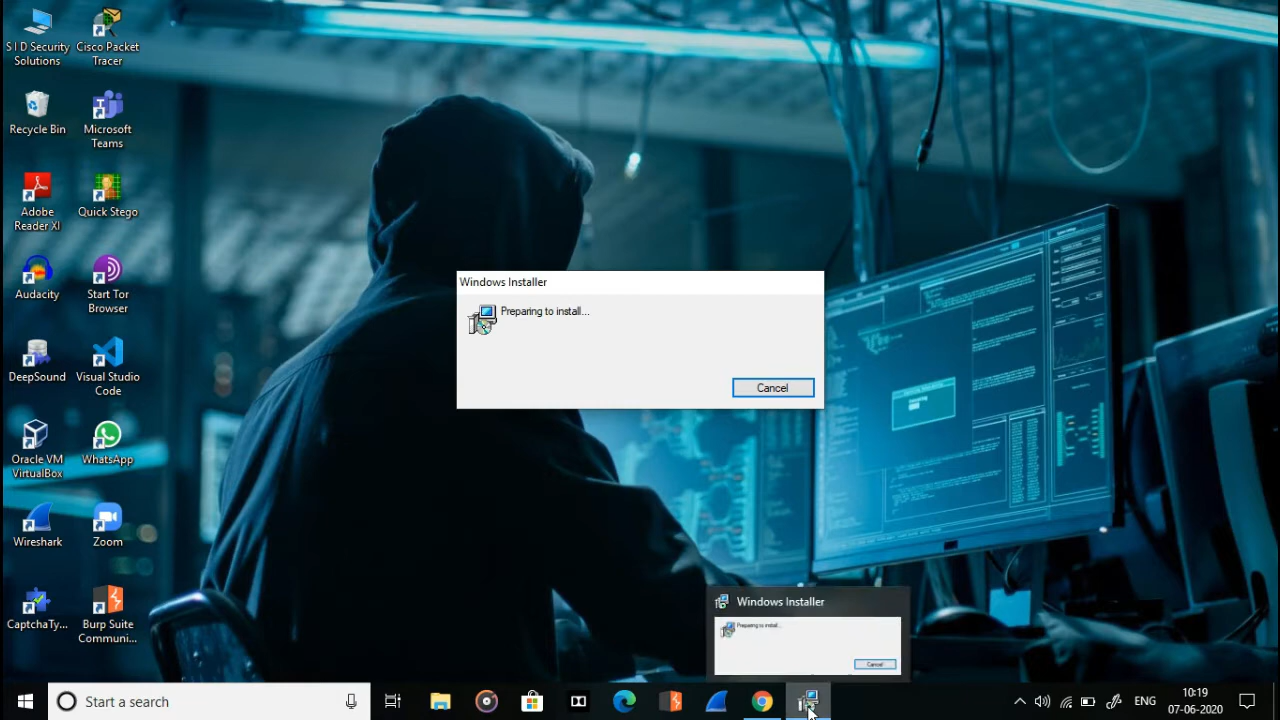 S I D Security
Solutions
Cisco Packet
Tracer
Recycle Bin
Microsoft
Teams
Adobe
Reader XI
Quick Stego
Audacity
Start Tor
Browser
DeepSound
Visual Studio
Code
Oracle VM
VirtualBox
WhatsApp
Wireshark
Zoom
CaptchaTy...
Burp Suite
Communi...
Windows Installer
Preparing to install...
Cancel
Windows Installer
Preparing to install...
Cancel
Start a search
ENG
10:19
07-06-2020